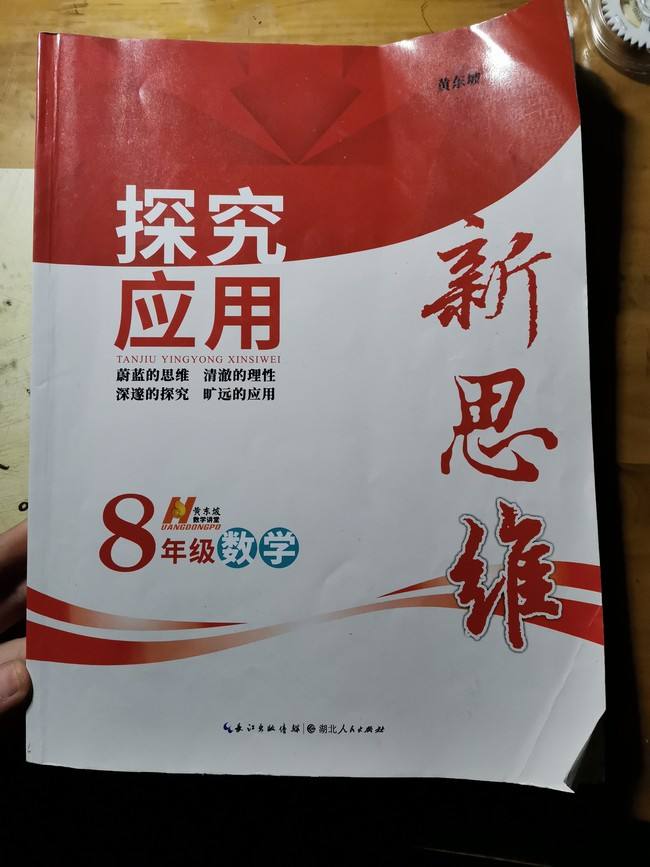 黄东坡
探究
应用
TANJIU YINGYONG XINSIWEI
蔚蓝的思维 清澈的理性
深邃的探究 旷远的应用
新思维
8年级数学
黄东坡
数学讲堂
HUANGDONGPO
长江出版传媒 湖北人民出版社